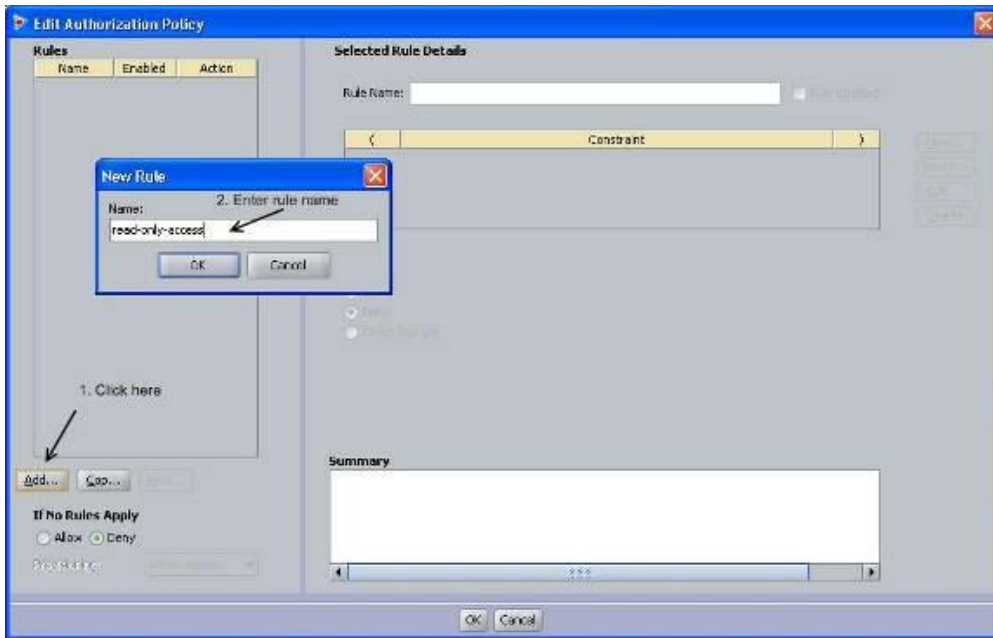 Edit Authorization Policy
Rules
Name Enabled Action
Selected Rule Details
Rule Name:
( Constraint )
New Rule
Name:
2. Enter rule name
read-only-access
OK Cancel
Deny
1. Click here
Add...
Summary
If No Rules Apply
Allow Deny
OK Cancel